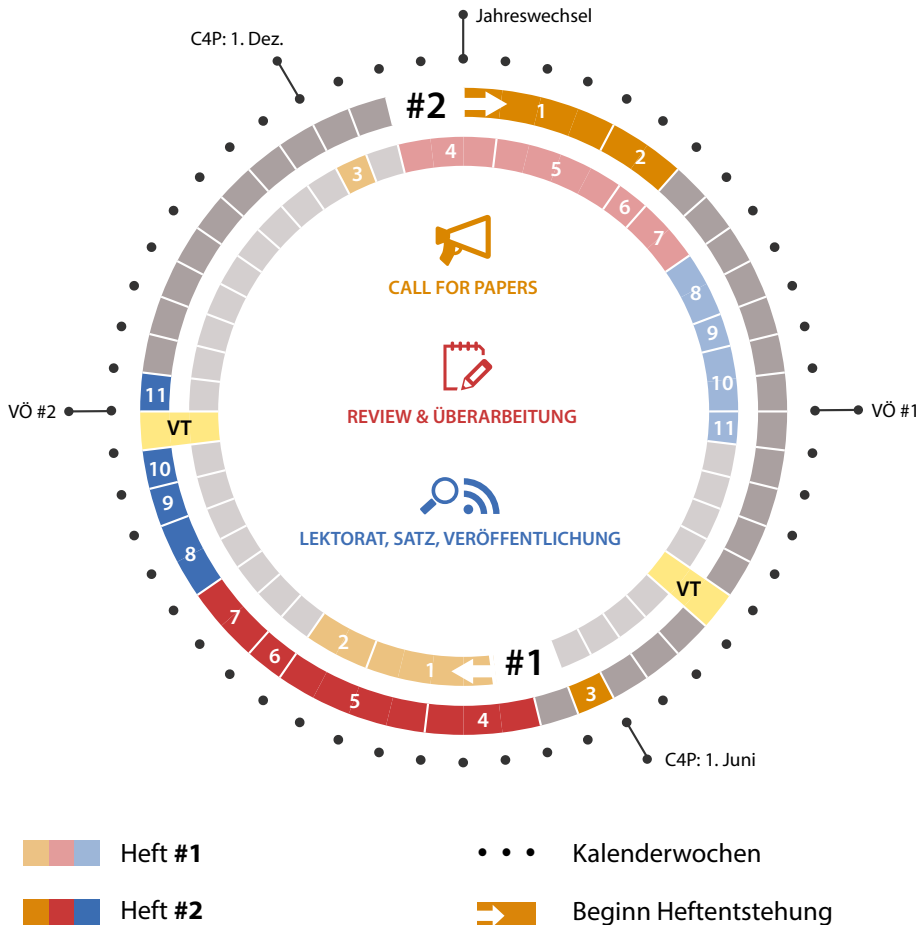 Jahreswechsel
C4P: 1. Dez.
#2
1
2
3
4
5
6
7
CALL FOR PAPERS
8
9
REVIEW & ÜBERARBEITUNG
10
11
11
VÖ #2
VÖ #1
VT
10
9
8
LEKTORAT, SATZ, VERÖFFENTLICHUNG
VT
7
6
5
4
2
1
#1
3
C4P: 1. Juni
Heft #1
Kalenderwochen
Heft #2
Beginn Heftentstehung